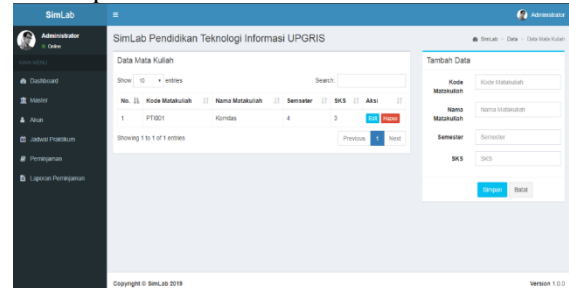 SimLab
Administrator
Administrator
Online
MAIN MENU
Dashboard
Master
Akun
Jadwal Praktikum
Peminjaman
Laporan Peminjaman
SimLab Pendidikan Teknologi Informasi UPGRIS
SimLab > Data > Data Mata Kuliah
Data Mata Kuliah
Show 10 entries Search:
No. Kode Matakuliah Nama Matakuliah Semseter SKS Aksi
1 PTI001 Komdas 4 3 Edit Hapus
Showing 1 to 1 of 1 entries
Previous 1 Next
Tambah Data
Kode Matakuliah Kode Matakuliah
Nama Matakuliah Nama Matakuliah
Semester Semester
SKS SKS
Simpan Batal
Copyright © SimLab 2019
Version 1.0.0